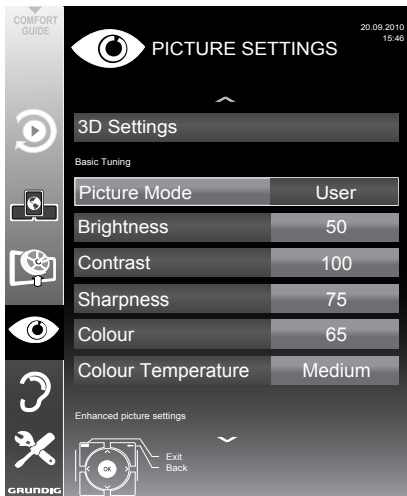 COMFORT
GUIDE
PICTURE SETTINGS
20.09.2010
15:46
3D Settings
Basic Tuning
Picture Mode User
Brightness 50
Contrast 100
Sharpness 75
Colour 65
Colour Temperature Medium
Enhanced picture settings
OK
Exit
Back
GRUNDIG